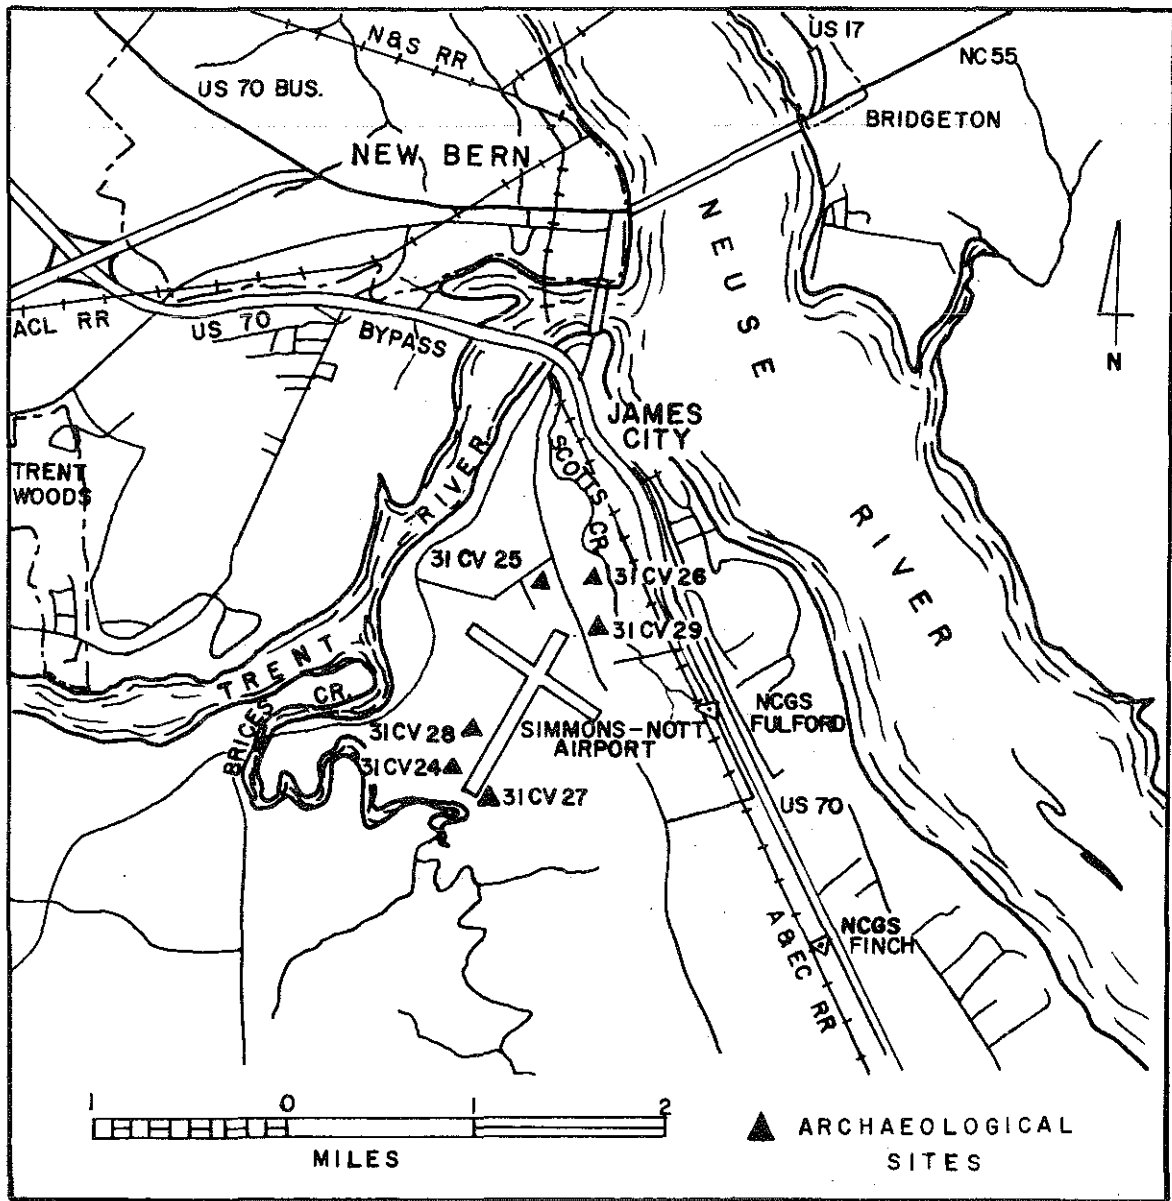 US 17
N&S RR
NC 55
US 70 BUS.
BRIDGETON
NEW BERN
NEUSE
RIVER
N
ACL RR
US 70
BYPASS
JAMES
CITY
SCOTTS CR
TRENT
WOODS
RIVER
31 CV 25
31 CV 26
31 CV 29
TRENT
BRICES CR.
NCGS
FULFORD
31 CV 28
SIMMONS-NOTT
AIRPORT
31 CV 24
31 CV 27
US 70
NCGS
FINCH
A & EC RR
1 0 1 2
MILES
ARCHAEOLOGICAL
SITES